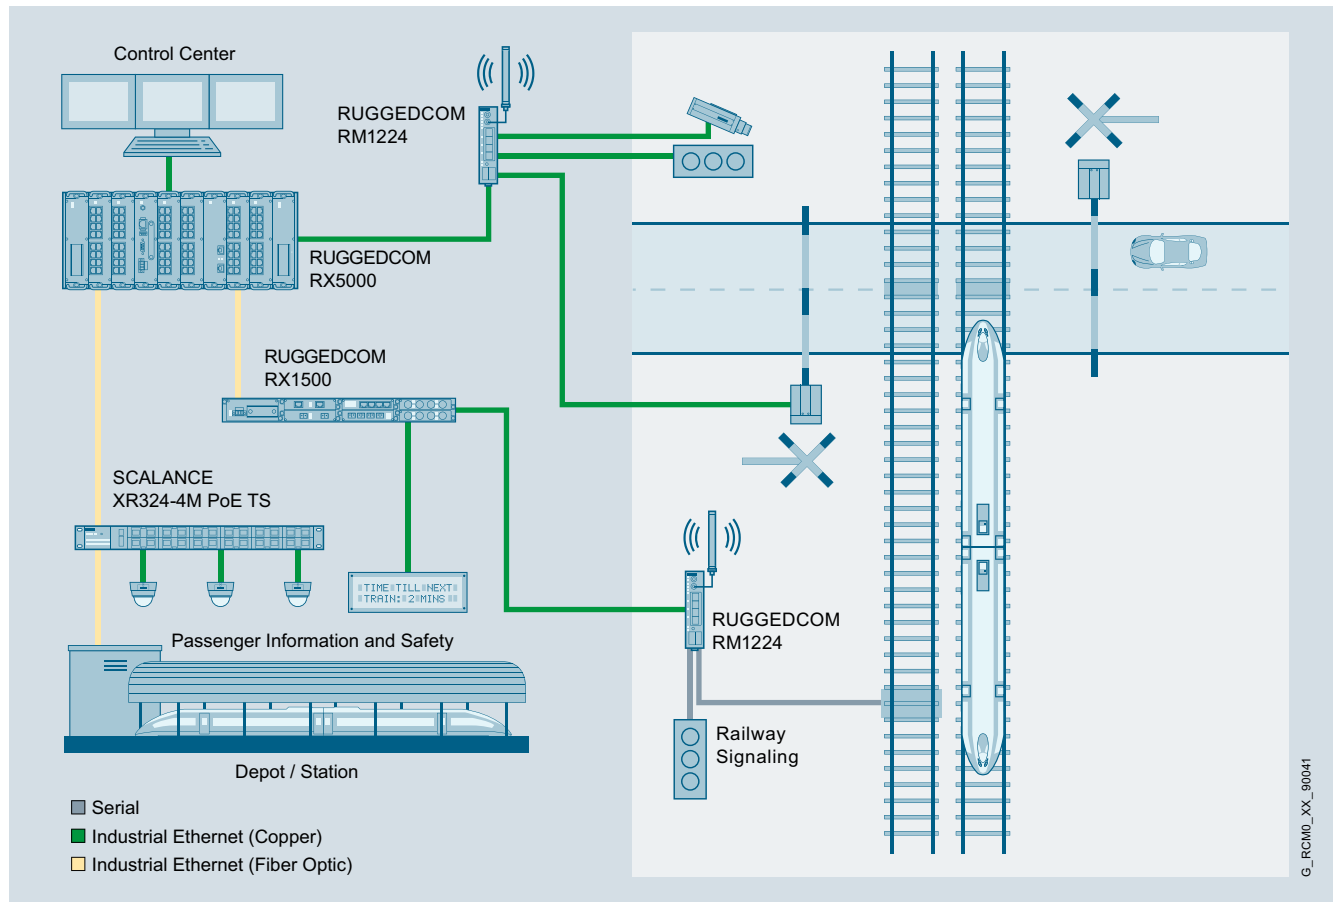 Control Center
RUGGEDCOM
RM1224
RUGGEDCOM
RX5000
RUGGEDCOM
RX1500
SCALANCE
XR324-4M PoE TS
TIME TILL NEXT
TRAIN: 2 MINS
RUGGEDCOM
RM1224
Passenger Information and Safety
Railway
Signaling
Depot / Station
Serial
Industrial Ethernet (Copper)
Industrial Ethernet (Fiber Optic)
G_RCM0_XX_90041